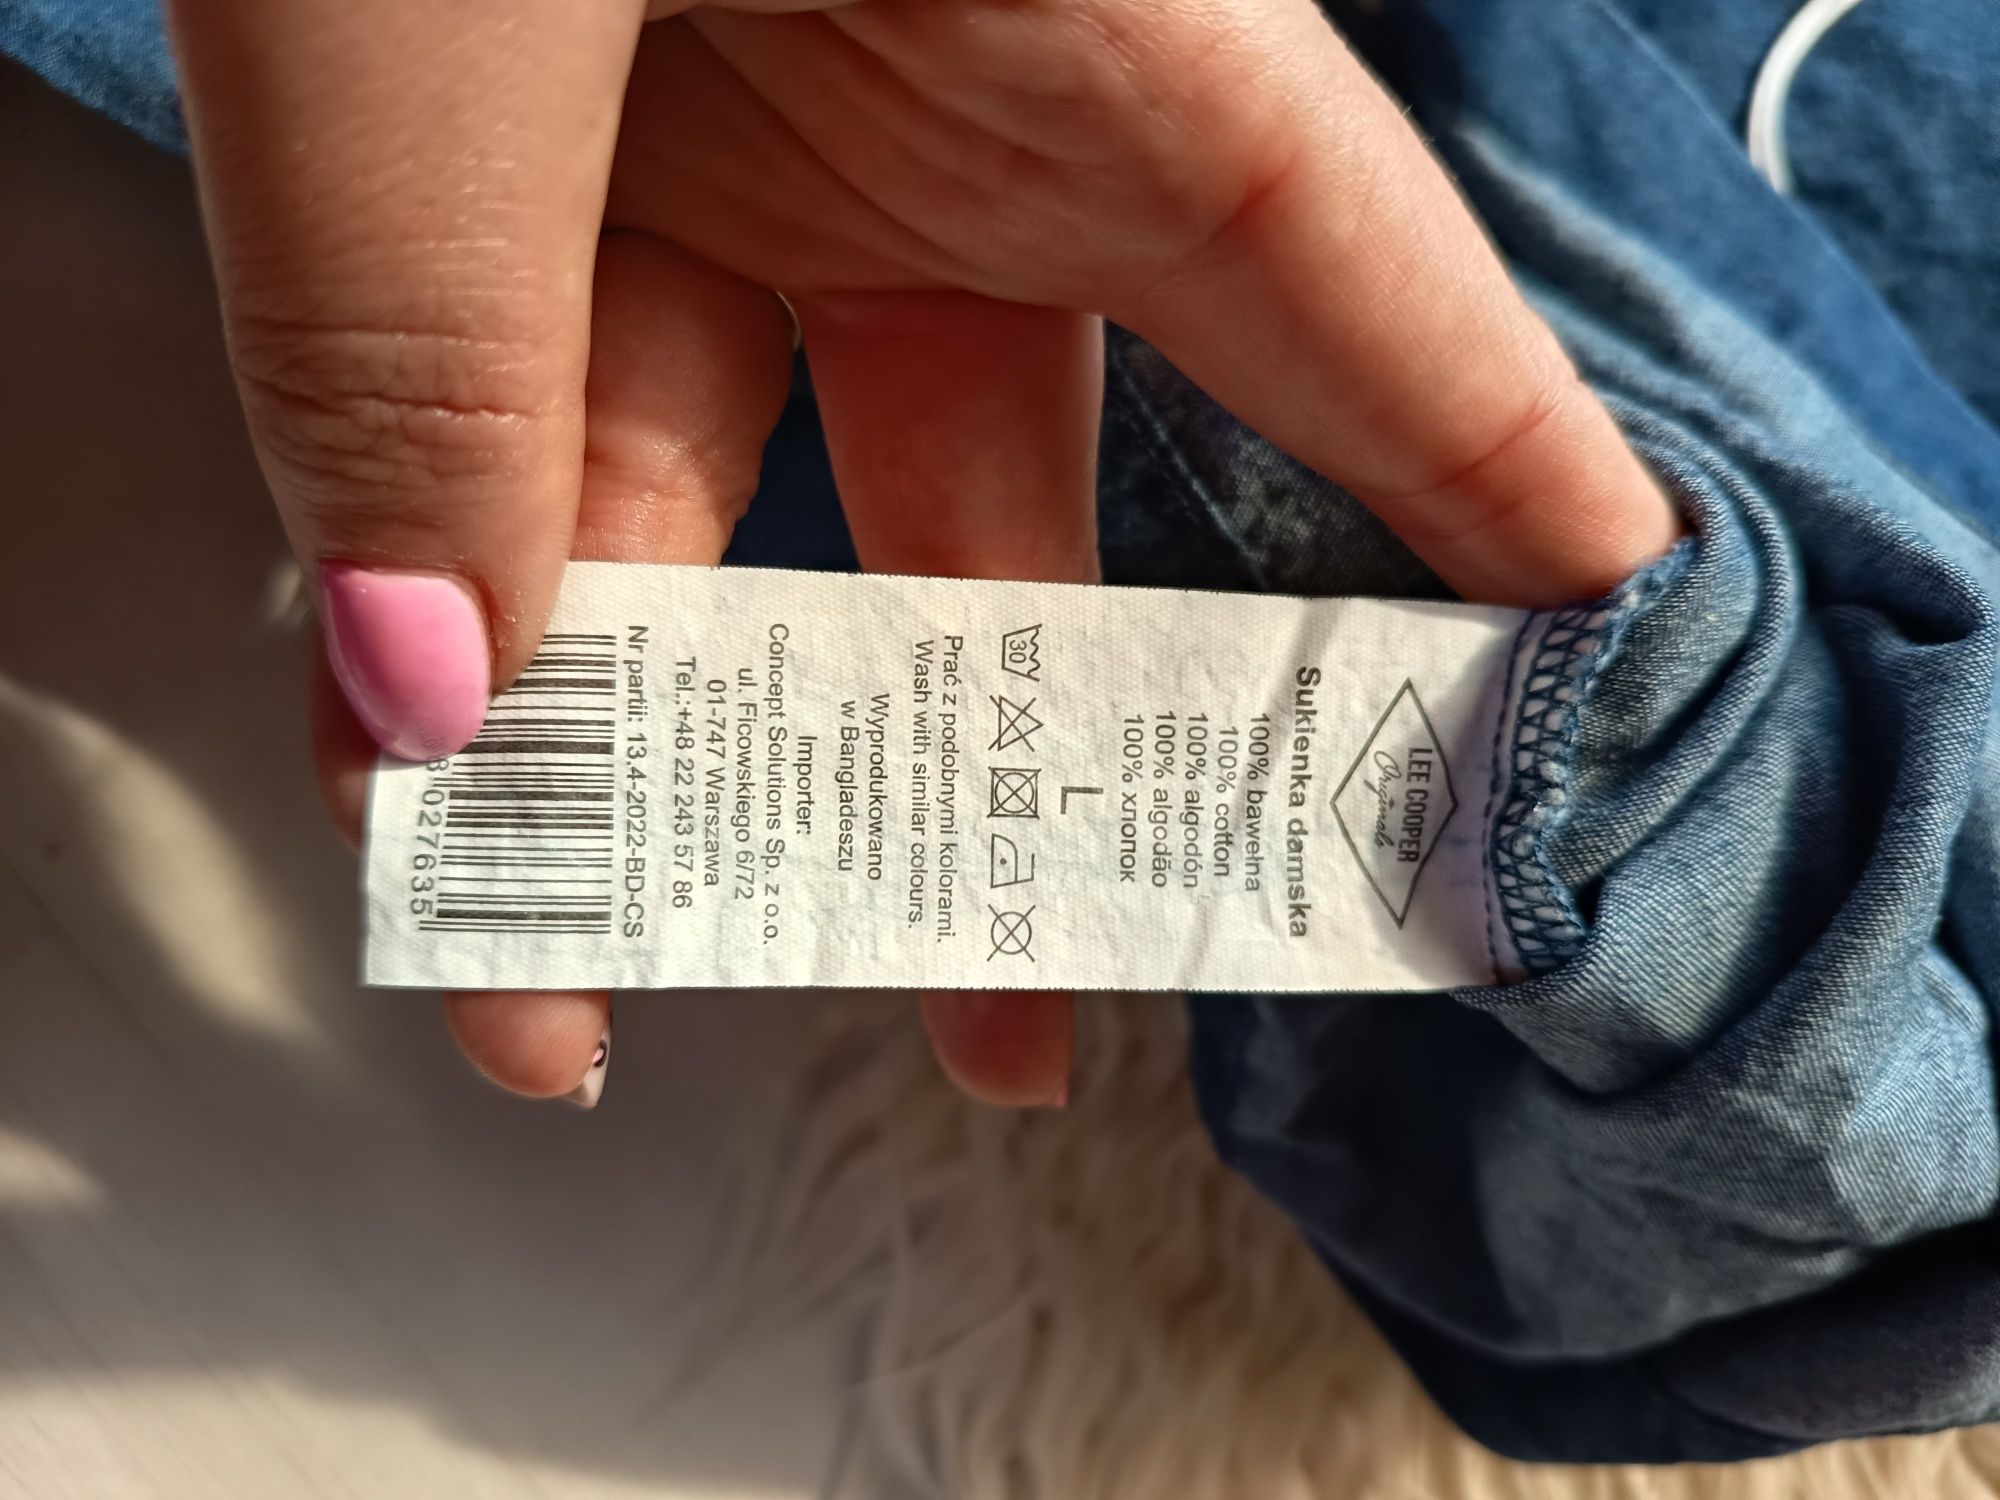 LEE COOPER
Originals
Sukienka damska
100% bawełna
100% cotton
100% algodón
100% algodão
100% хлопок
L
30
Prać z podobnymi kolorami.
Wash with similar colours.
Wyprodukowano
w Bangladeszu
Importer:
Concept Solutions Sp. z o.o.
ul. Ficowskiego 6/72
01-747 Warszawa
Tel.:+48 22 243 57 86
Nr partii: 13.4-2022-BD-CS
027635